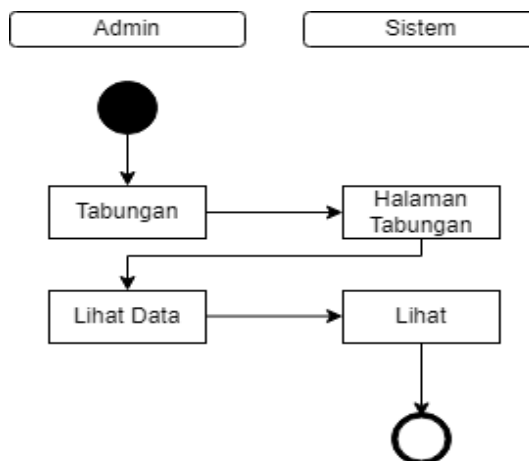 Admin
Sistem
Tabungan
Halaman
Tabungan
Lihat Data
Lihat